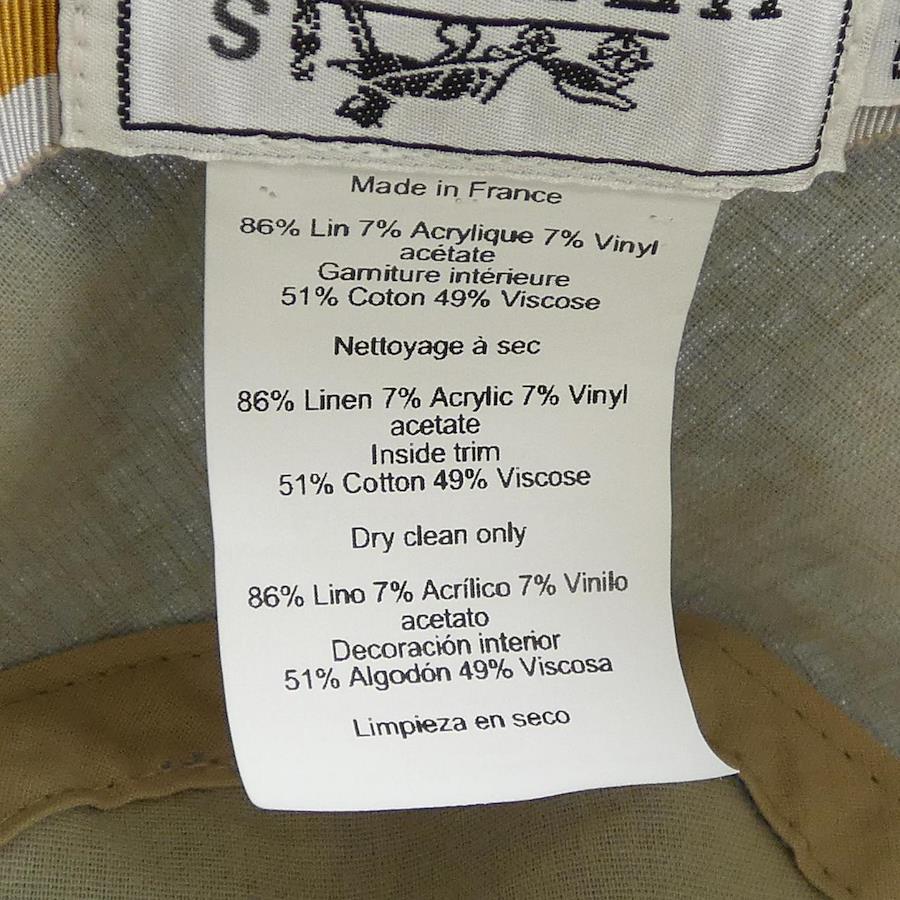 S
Made in France
86% Lin 7% Acrylique 7% Vinyl
acétate
Garniture intérieure
51% Coton 49% Viscose
Nettoyage à sec
86% Linen 7% Acrylic 7% Vinyl
acetate
Inside trim
51% Cotton 49% Viscose
Dry clean only
86% Lino 7% Acrílico 7% Vinilo
acetato
Decoración interior
51% Algodón 49% Viscosa
Limpieza en seco